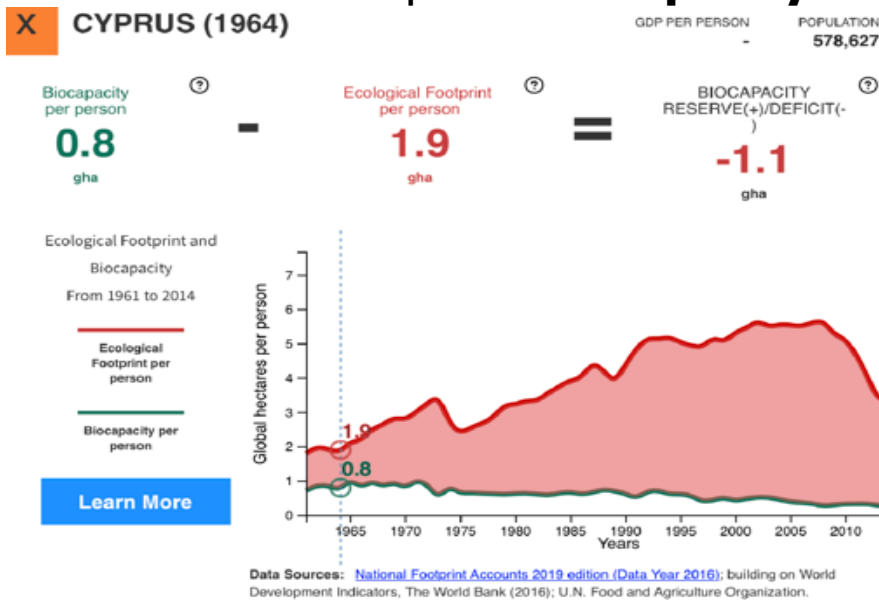 X CYPRUS (1964)
GDP PER PERSON
-
POPULATION
578,627
Biocapacity
per person
0.8
gha
?
-
Ecological Footprint
per person
1.9
gha
?
=
BIOCAPACITY
RESERVE(+)/DEFICIT(-
)
-1.1
gha
?
Ecological Footprint and
Biocapacity
From 1961 to 2014
Ecological
Footprint per
person
Biocapacity per
person
Learn More
Global hectares per person
7
6
5
4
3
2
1
0
1.9
0.8
1965 1970 1975 1980 1985 1990 1995 2000 2005 2010
Years
Data Sources: National Footprint Accounts 2019 edition (Data Year 2016); building on World
Development Indicators, The World Bank (2016); U.N. Food and Agriculture Organization.